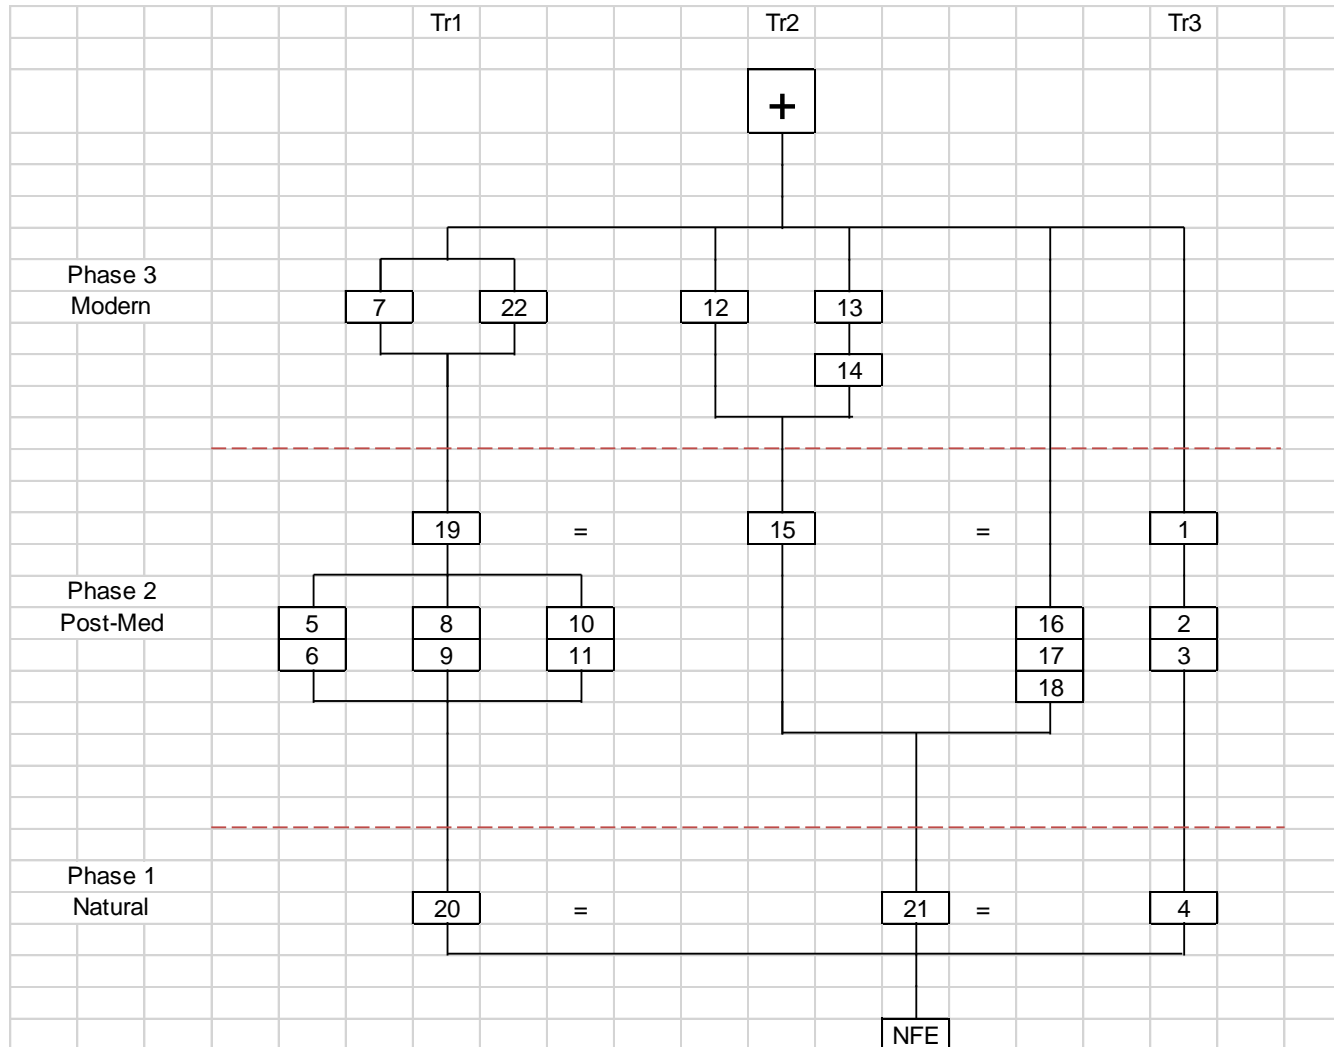 Tr1 Tr2 Tr3
+
Phase 3
Modern
7 22 12 13
14
19 = 15 = 1
Phase 2
Post-Med
5 8 10 16 2
6 9 11 17 3
18
Phase 1
Natural
20 = 21 = 4
NFE